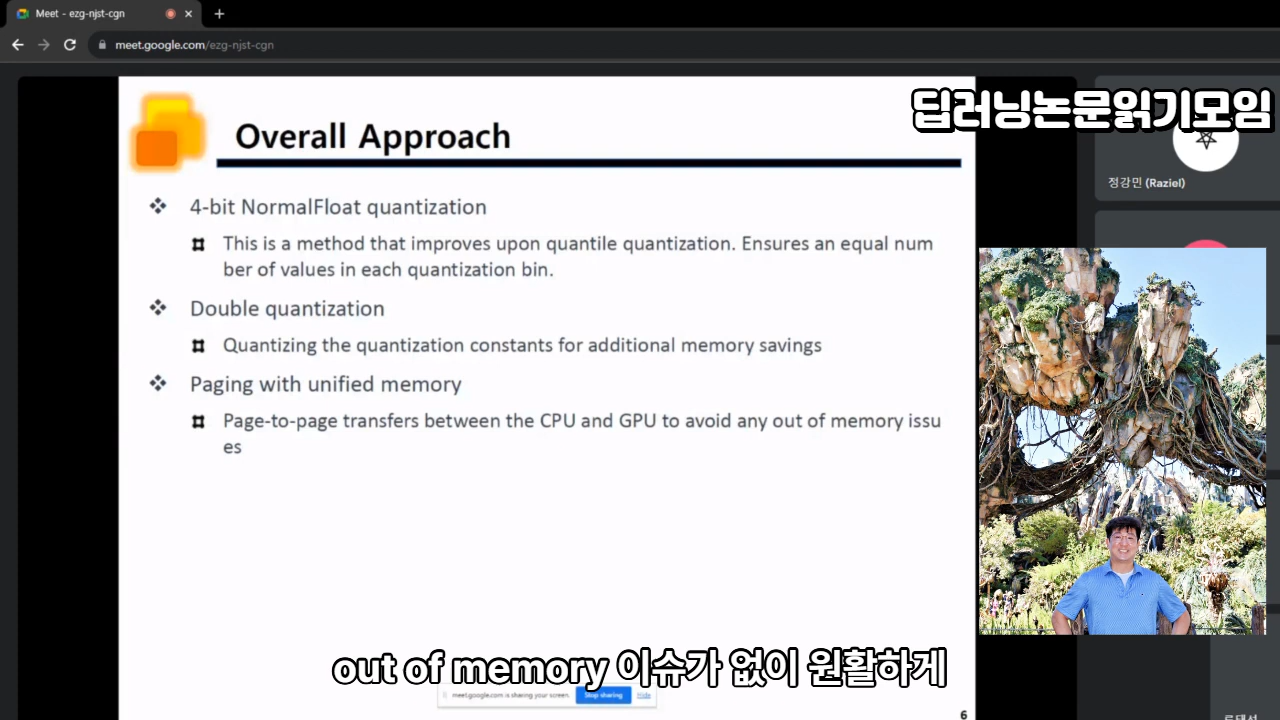 Meet - ezg-njst-cgn
meet.google.com/ezg-njst-cgn
딥러닝논문읽기모임
Overall Approach
정강민 (Raziel)
4-bit NormalFloat quantization
This is a method that improves upon quantile quantization. Ensures an equal num
ber of values in each quantization bin.
Double quantization
Quantizing the quantization constants for additional memory savings
Paging with unified memory
Page-to-page transfers between the CPU and GPU to avoid any out of memory issu
es
out of memory 이슈가 없이 원활하게
meet.google.com is sharing your screen.
Stop sharing
Hide
6